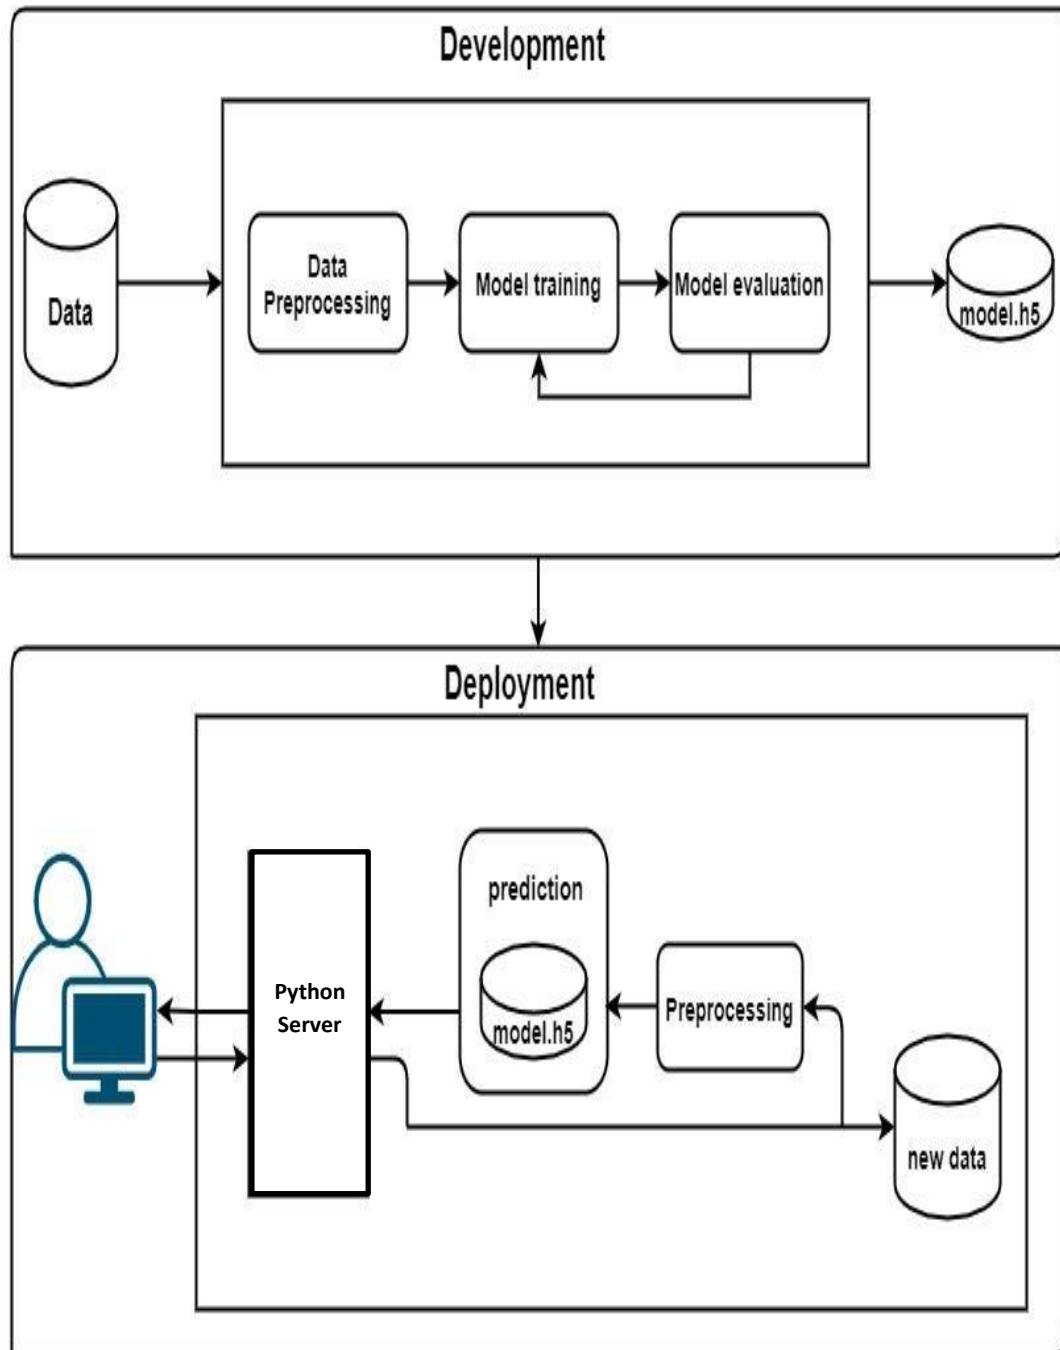 Development
Data
Data
Preprocessing
Model training
Model evaluation
model.h5
Deployment
Python
Server
prediction
model.h5
Preprocessing
new data